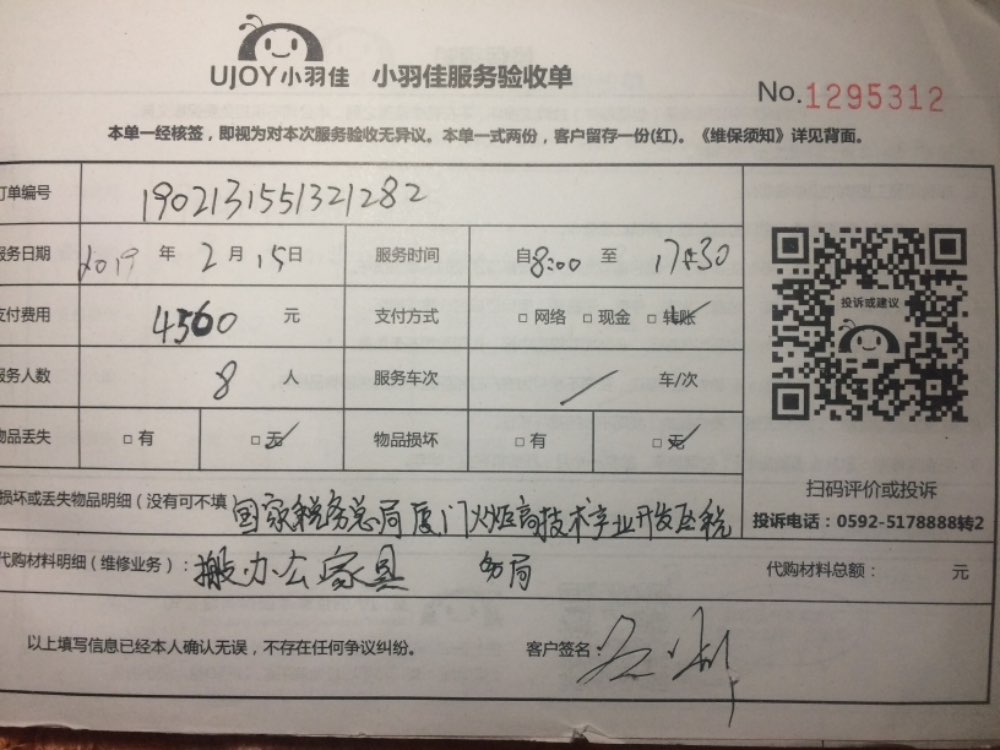 UJOY小羽佳 小羽佳服务验收单
No.1295312
本单一经核签，即视为对本次服务验收无异议。本单一式两份，客户留存一份(红)。《维保须知》详见背面。
订单编号 1902131551321282
服务日期 2019 年 2 月 15 日 服务时间 自8:00 至 17:30
支付费用 4560 元 支付方式 □ 网络 □ 现金 □ 转账
投诉或建议
服务人数 8 人 服务车次 / 车/次
物品丢失 □ 有 □ 无 物品损坏 □ 有 □ 无
扫码评价或投诉
损坏或丢失物品明细（没有可不填 国家税务总局厦门火炬高技术产业开发区税
投诉电话：0592-5178888转2
代购材料明细（维修业务）： 搬办公家具 务局 代购材料总额： 元
以上填写信息已经本人确认无误，不存在任何争议纠纷。 客户签名：